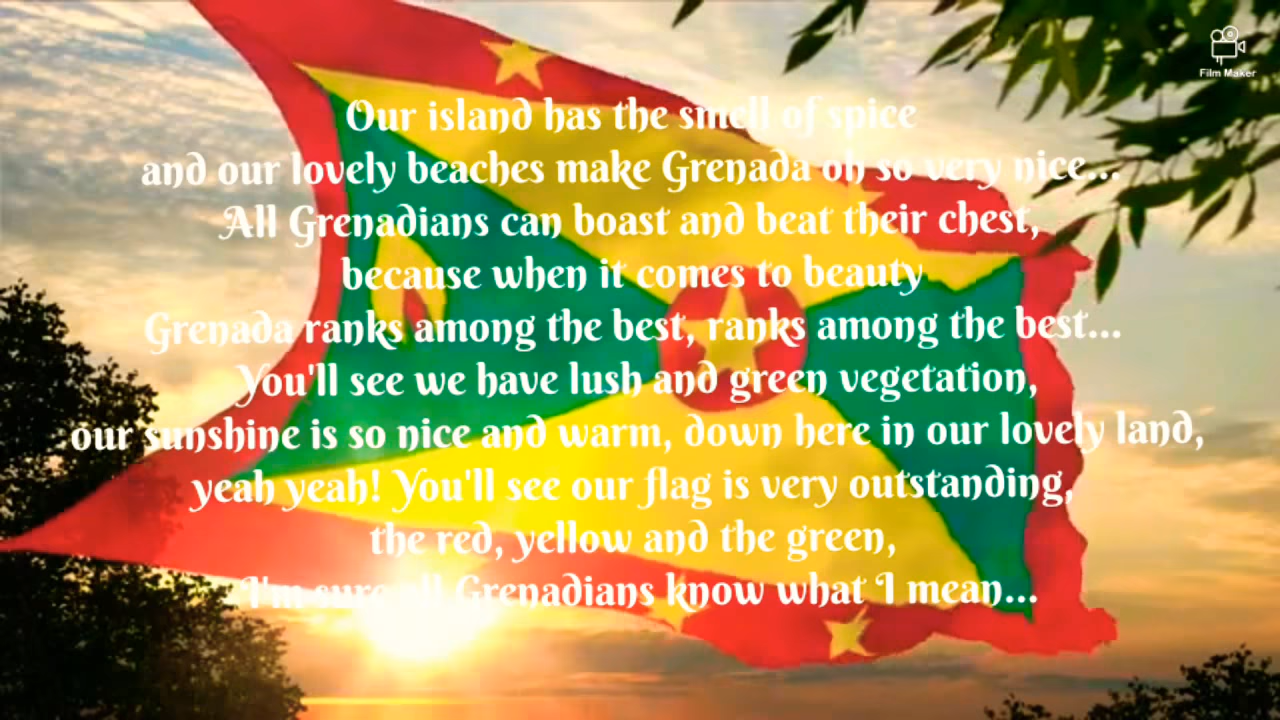 Film Maker
Our island has the smell of spice
and our lovely beaches make Grenada oh so very nice...
All Grenadians can boast and beat their chest,
because when it comes to beauty
Grenada ranks among the best, ranks among the best...
You'll see we have lush and green vegetation,
our sunshine is so nice and warm, down here in our lovely land,
yeah yeah! You'll see our flag is very outstanding,
the red, yellow and the green,
I'm sure all Grenadians know what I mean...